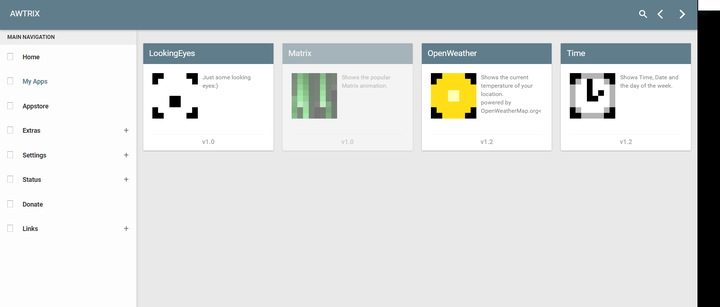 AWTRIX
MAIN NAVIGATION
Home
My Apps
Appstore
Extras +
Settings +
Status +
Donate
Links +
LookingEyes
Just some looking
eyes:)
v1.0
Matrix
Shows the popular
Matrix animation.
v1.0
OpenWeather
Shows the current
temperature of your
location.
powered by
OpenWeatherMap.org<
v1.2
Time
Shows Time, Date and
the day of the week.
v1.2